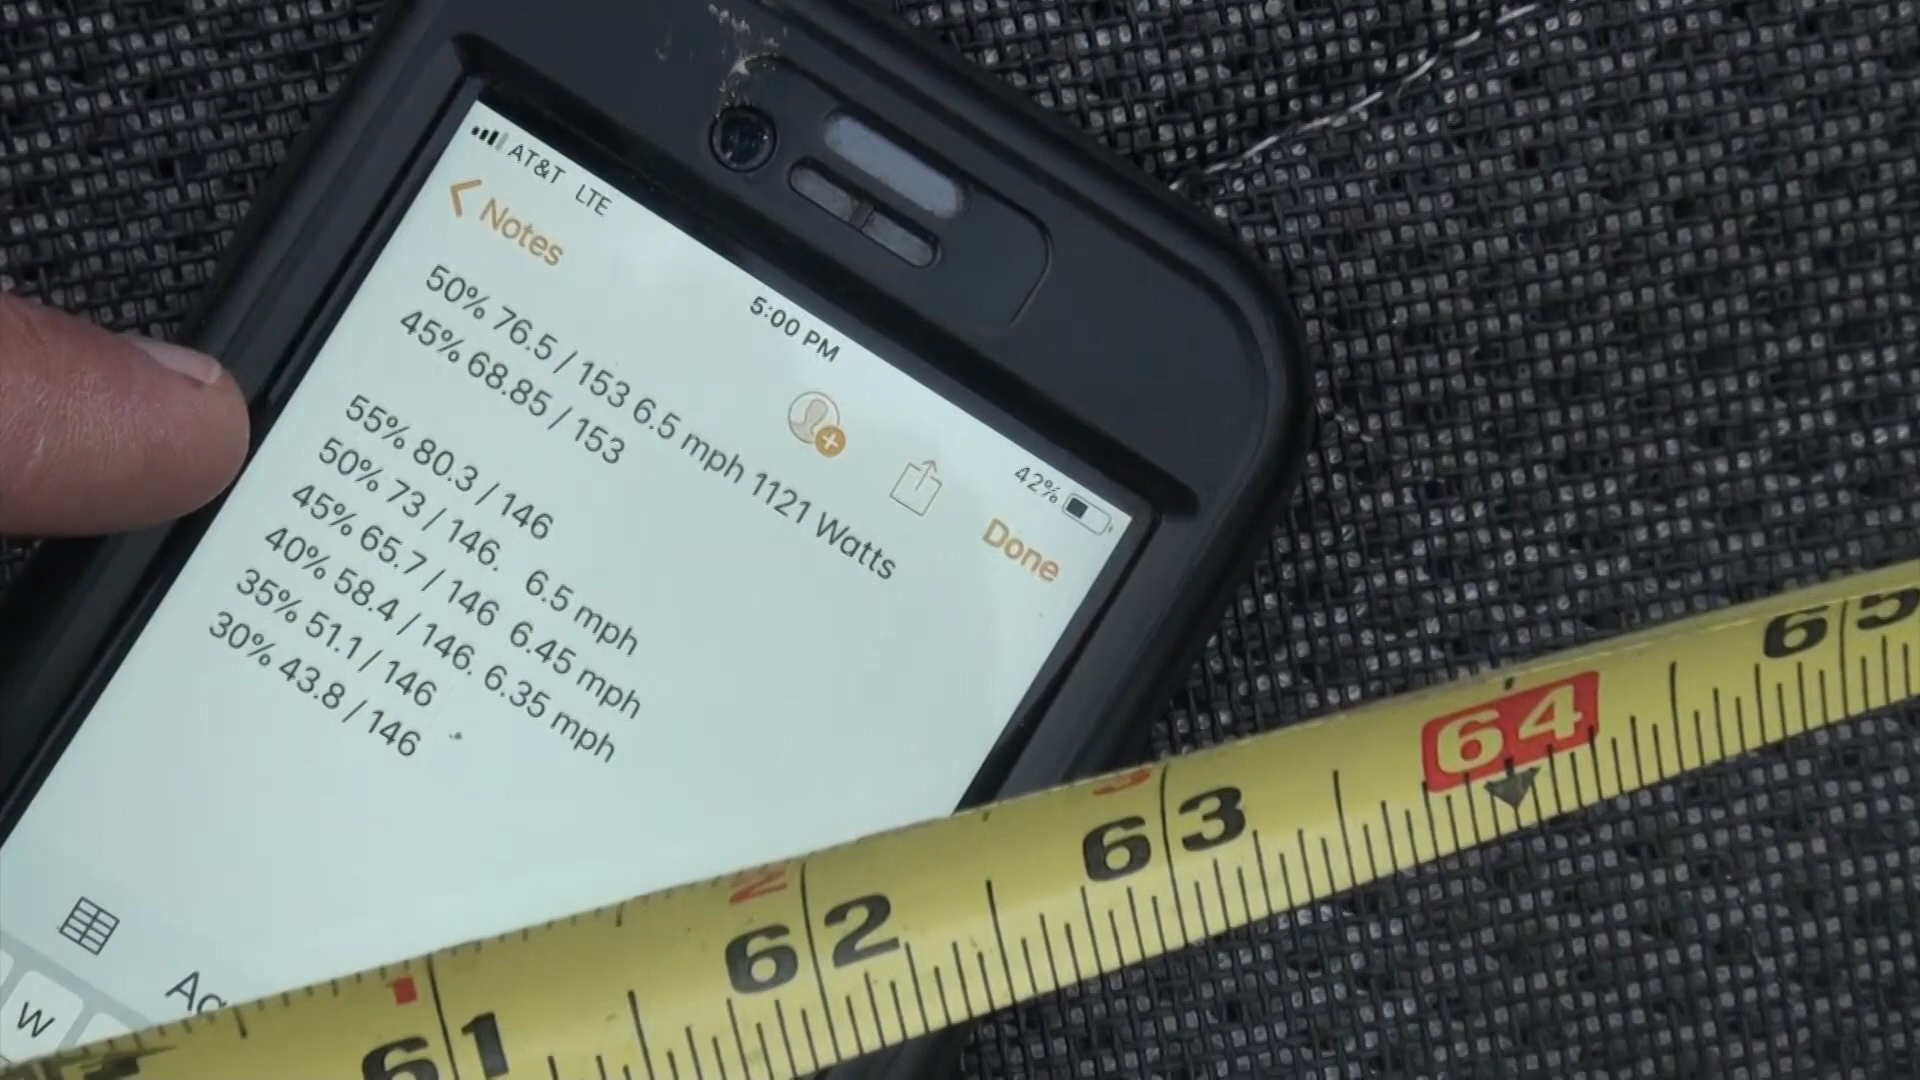 AT&T LTE 5:00 PM 42%
Notes Done
50% 76.5 / 153 6.5 mph 1121 Watts
45% 68.85 / 153
55% 80.3 / 146
50% 73 / 146. 6.5 mph
45% 65.7 / 146 6.45 mph
40% 58.4 / 146. 6.35 mph
35% 51.1 / 146
30% 43.8 / 146
W
61 62 63 64 65